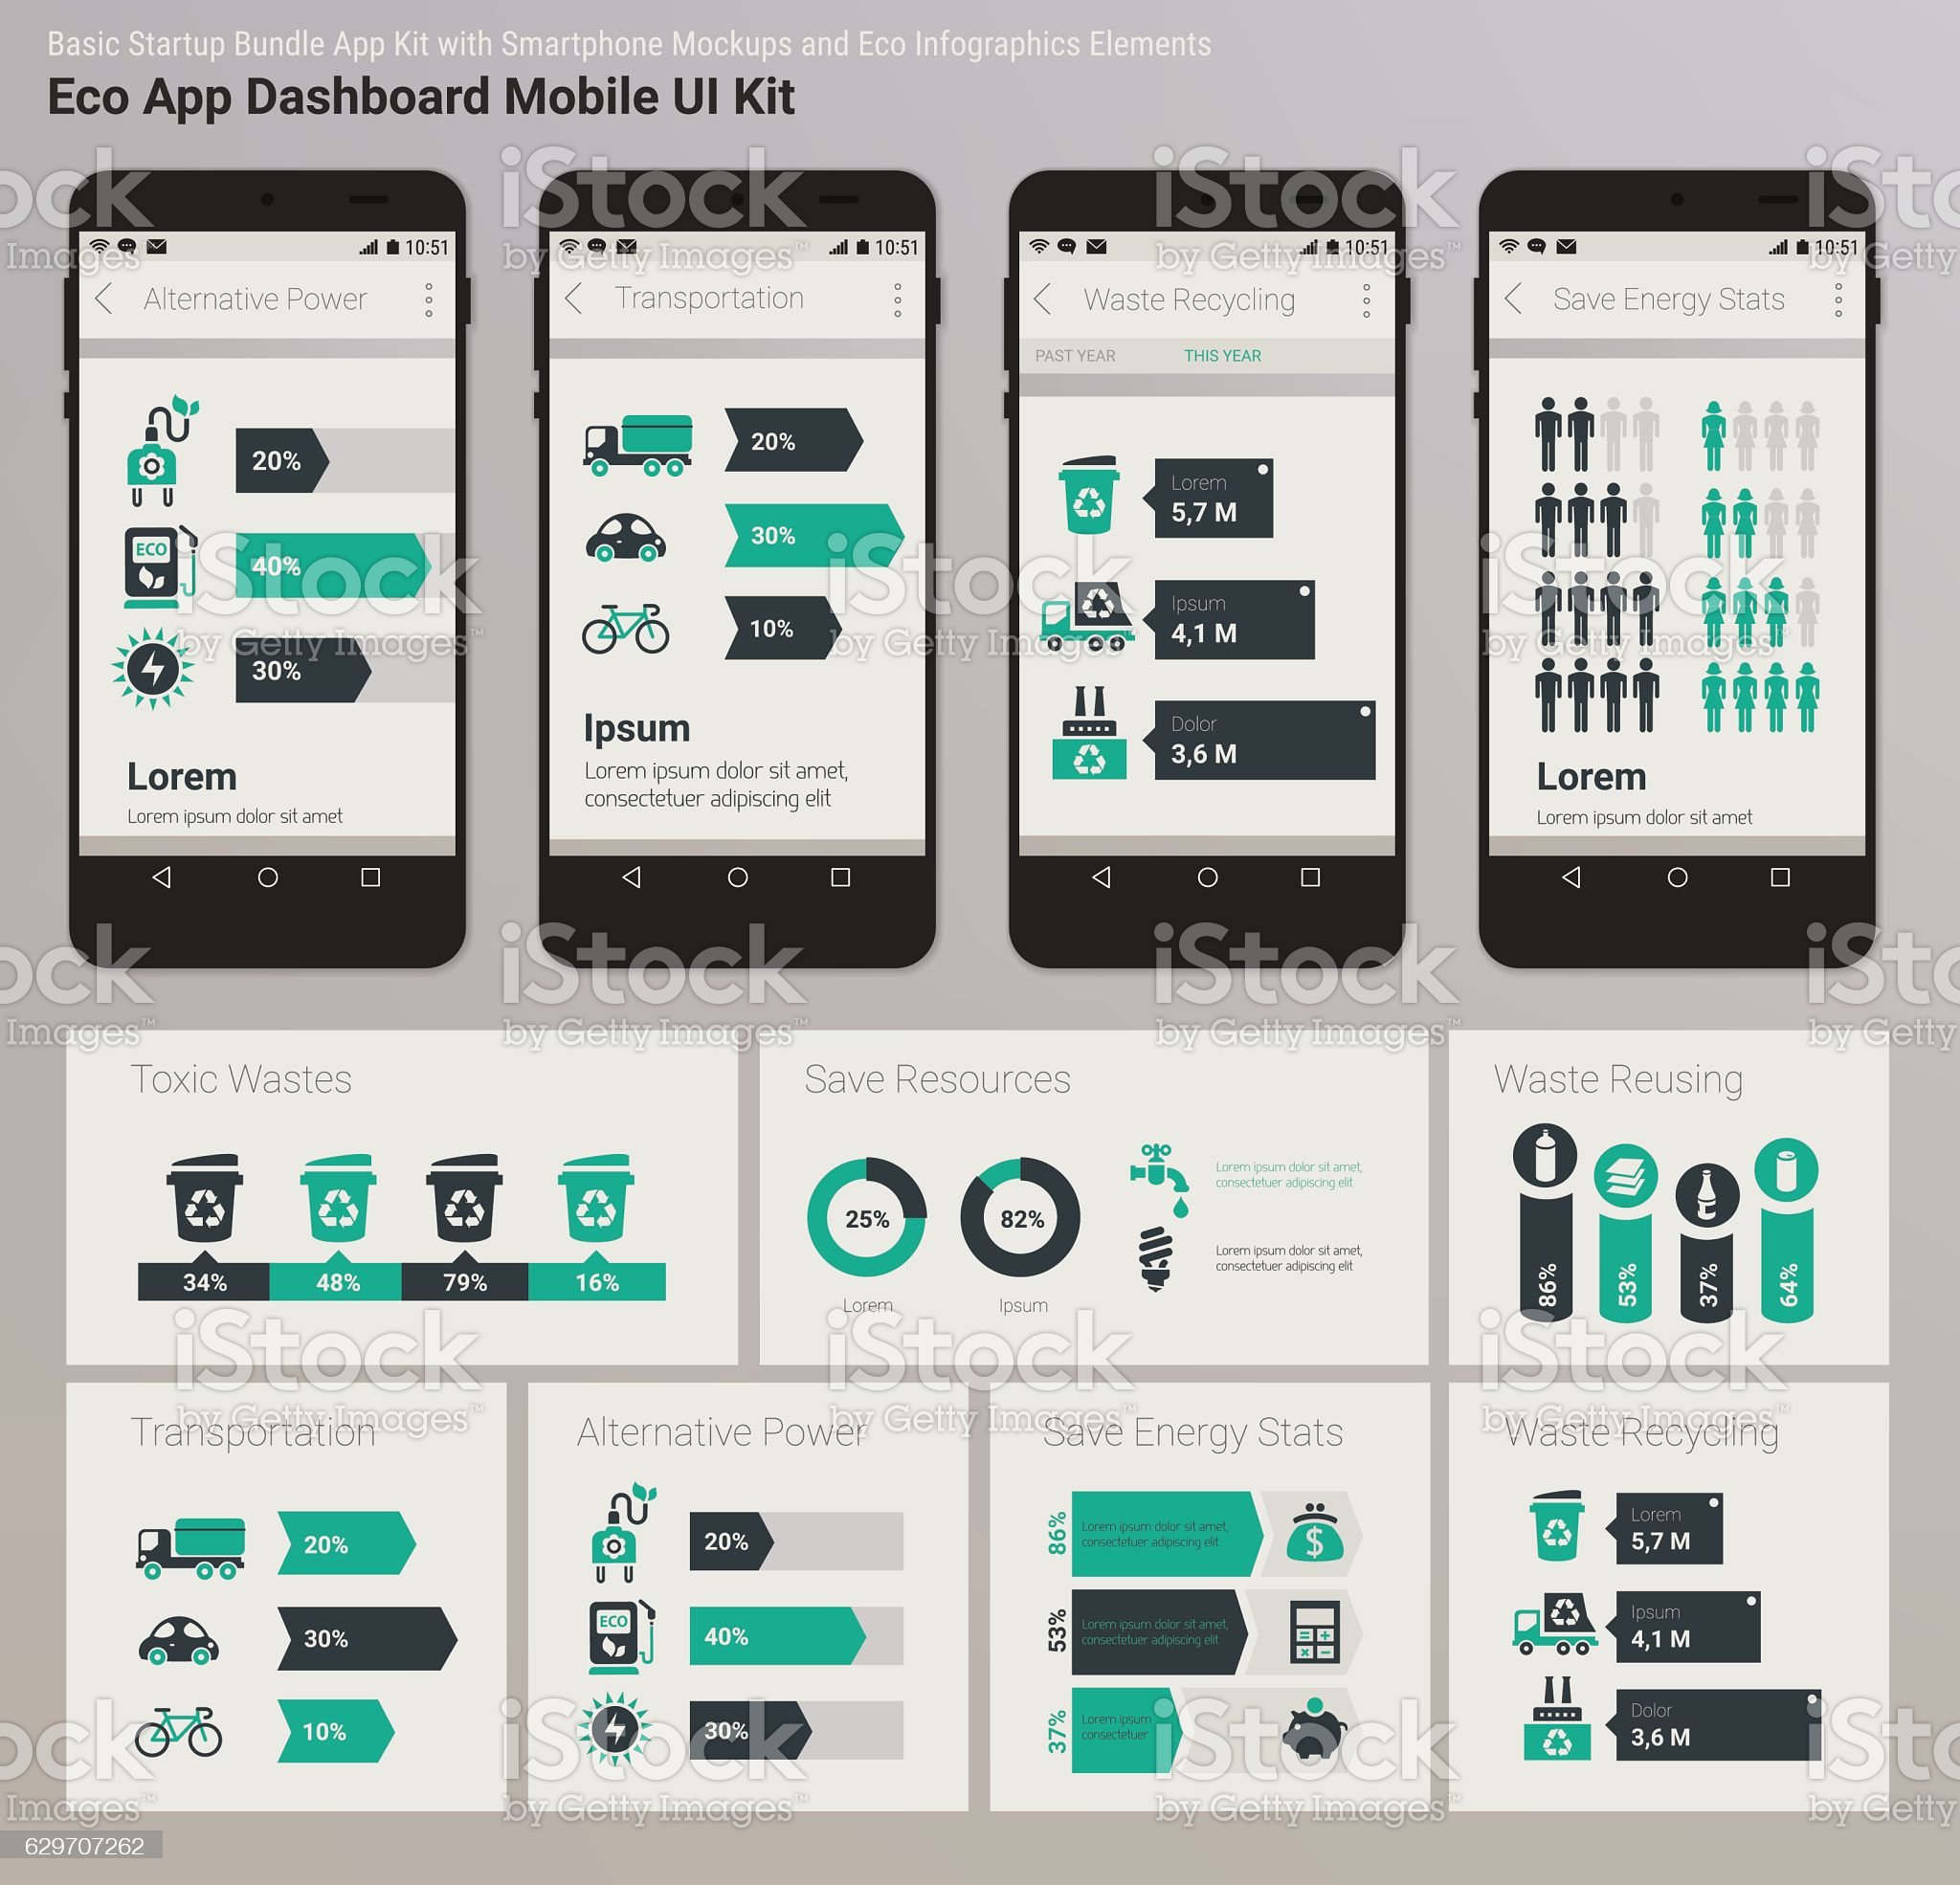 Basic Startup Bundle App Kit with Smartphone Mockups and Eco Infographics Elements
Eco App Dashboard Mobile UI Kit
10:51
Alternative Power
20%
ECO
40%
30%
Lorem
Lorem ipsum dolor sit amet
10:51
Transportation
20%
30%
10%
Ipsum
Lorem ipsum dolor sit amet,
consectetuer adipiscing elit
10:51
Waste Recycling
PAST YEAR THIS YEAR
Lorem
5,7 M
Ipsum
4,1 M
Dolor
3,6 M
10:51
Save Energy Stats
Lorem
Lorem ipsum dolor sit amet
Toxic Wastes
34% 48% 79% 16%
Save Resources
25%
Lorem
82%
Ipsum
Lorem ipsum dolor sit amet,
consectetuer adipiscing elit
Lorem ipsum dolor sit amet,
consectetuer adipiscing elit
Waste Reusing
86% 53% 37% 64%
Transportation
20%
30%
10%
Alternative Power
20%
ECO
40%
30%
Save Energy Stats
86%
Lorem ipsum dolor sit amet,
consectetuer adipiscing elit
$
53%
Lorem ipsum dolor sit amet,
consectetuer adipiscing elit
37%
Lorem ipsum
consectetuer
Waste Recycling
Lorem
5,7 M
Ipsum
4,1 M
Dolor
3,6 M
iStock
by Getty Images™
629707262